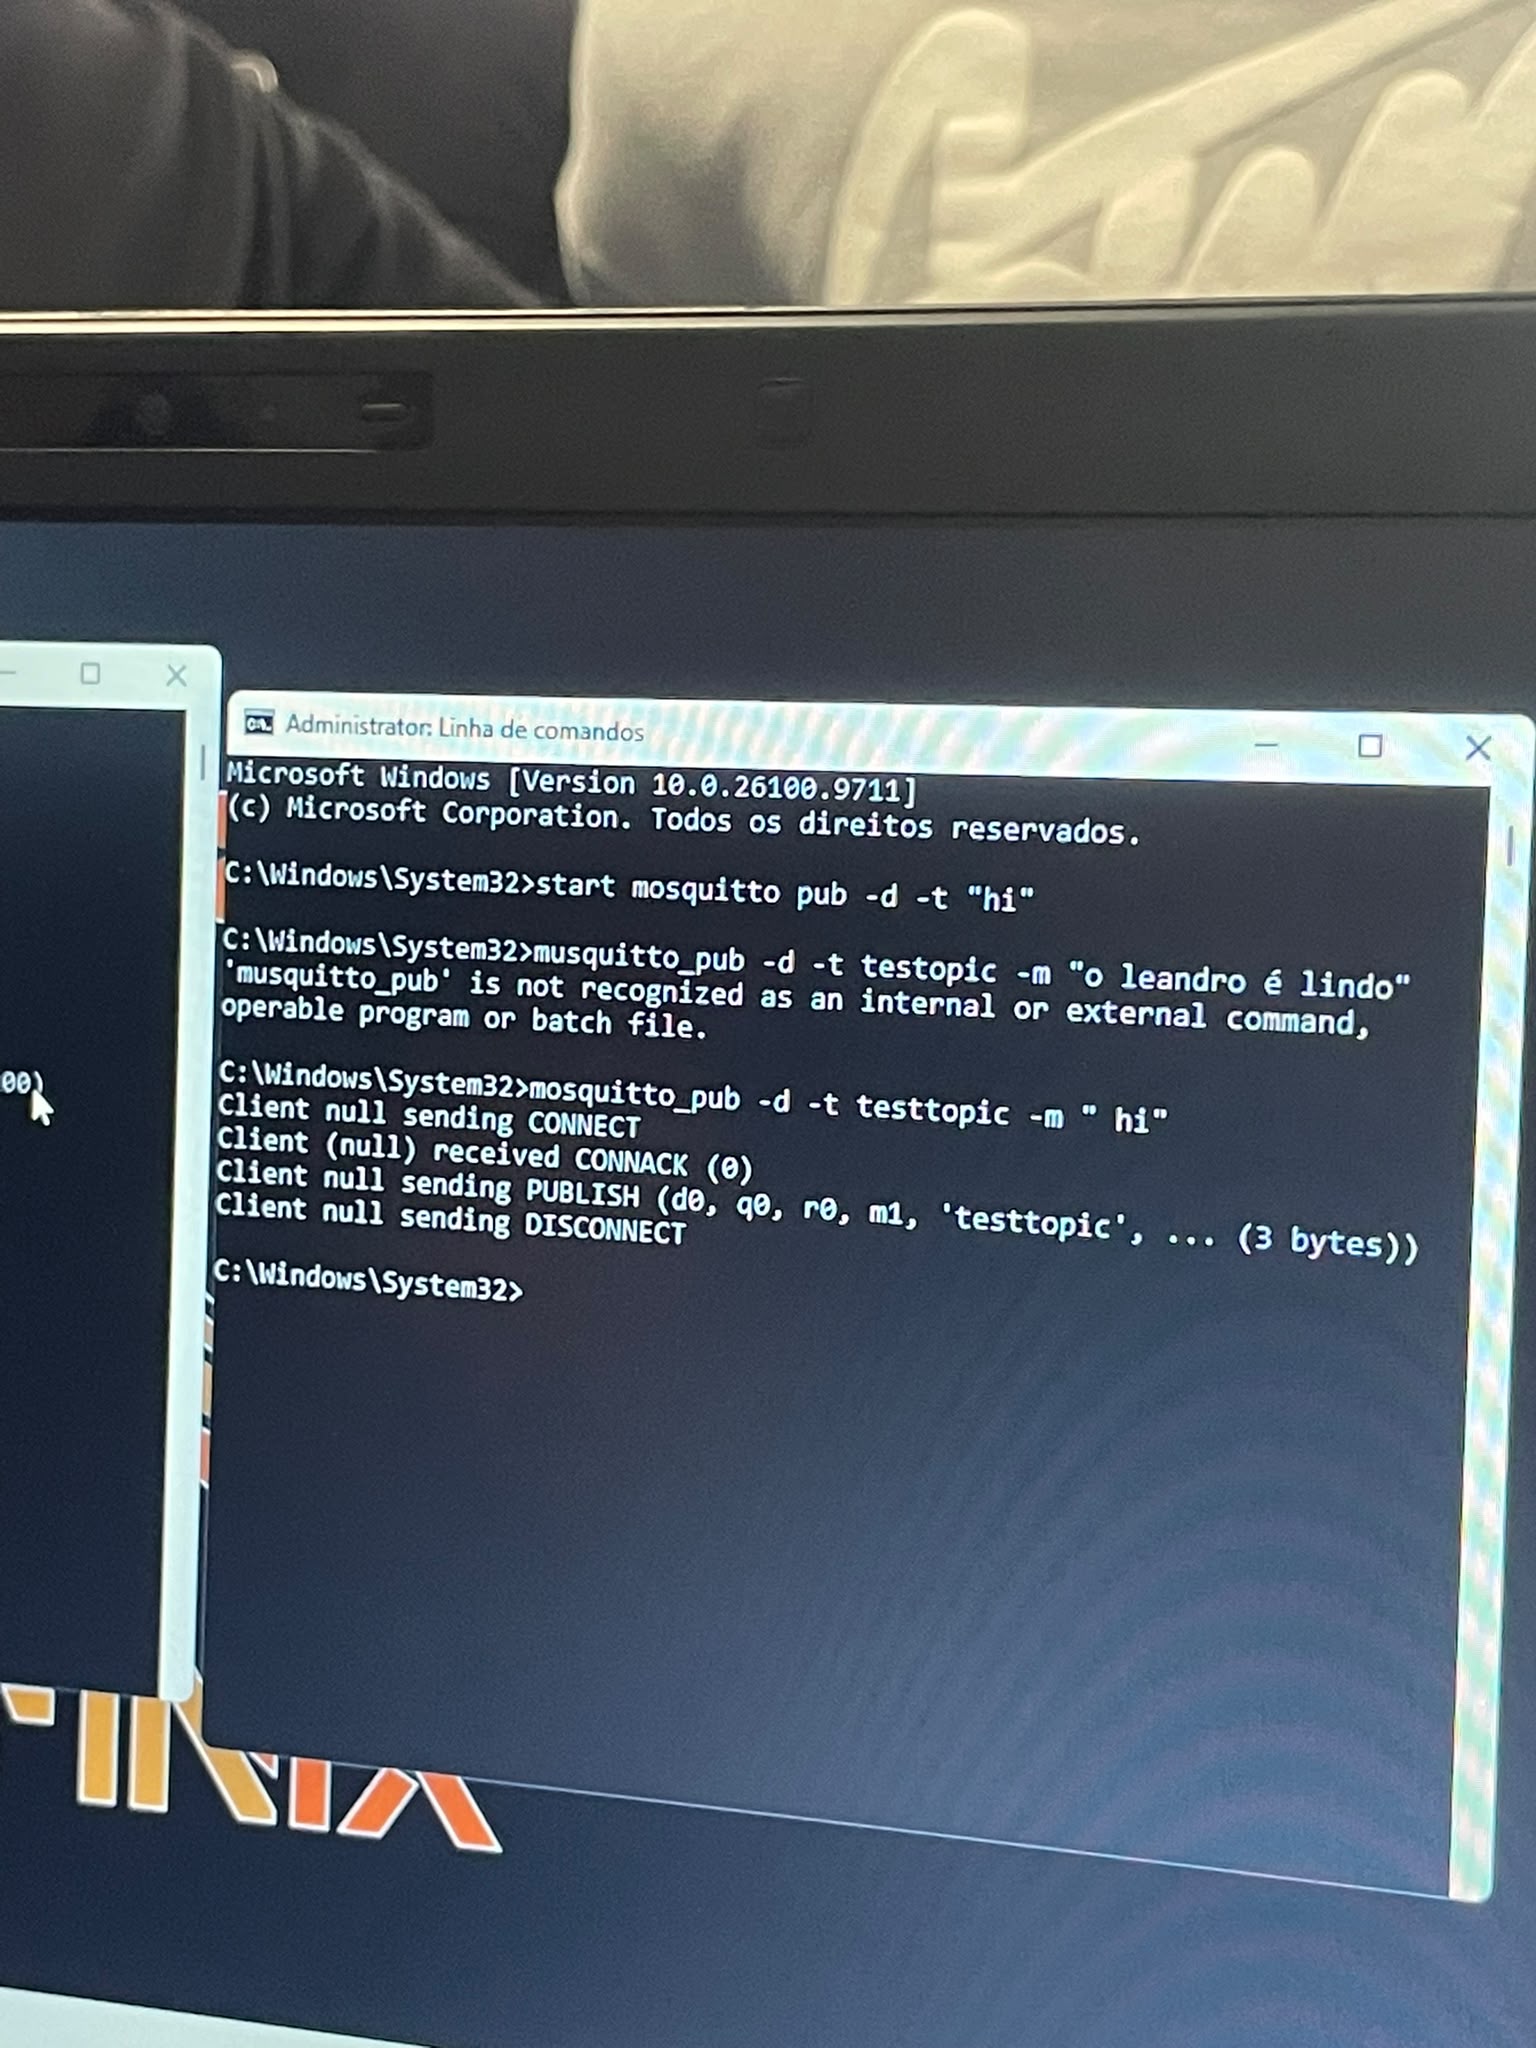 Administrator: Linha de comandos
Microsoft Windows [Version 10.0.26100.9711]
(c) Microsoft Corporation. Todos os direitos reservados.
C:\Windows\System32>start mosquitto pub -d -t "hi"
C:\Windows\System32>musquitto_pub -d -t testopic -m "o leandro é lindo"
'musquitto_pub' is not recognized as an internal or external command,
operable program or batch file.
00)
C:\Windows\System32>mosquitto_pub -d -t testtopic -m " hi"
Client null sending CONNECT
Client (null) received CONNACK (0)
Client null sending PUBLISH (d0, q0, r0, m1, 'testtopic', ... (3 bytes))
Client null sending DISCONNECT
C:\Windows\System32>